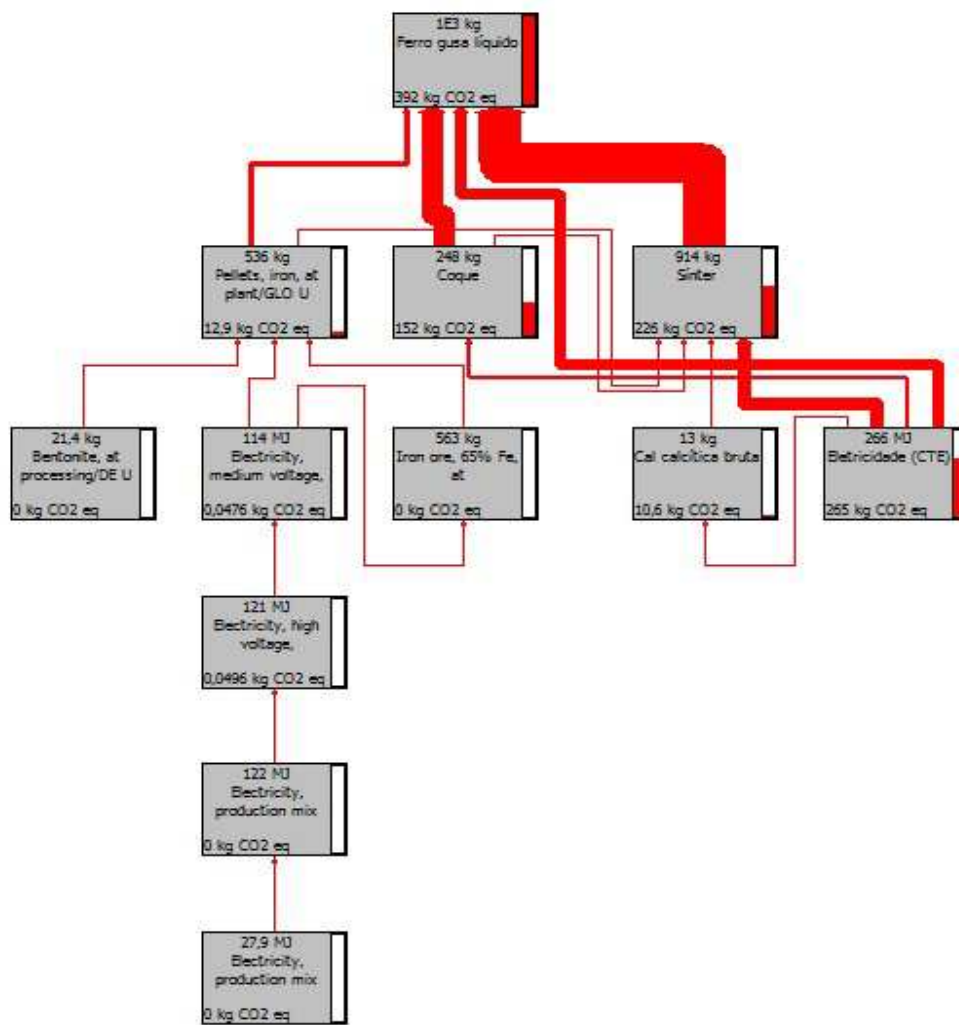 1E3 kg
Ferro gusa líquido
392 kg CO2 eq
536 kg
Pellets, iron, at
plant/GLO U
12,9 kg CO2 eq
248 kg
Coque
152 kg CO2 eq
914 kg
Sínter
226 kg CO2 eq
21,4 kg
Bentonite, at
processing/DE U
0 kg CO2 eq
114 MJ
Electricity,
medium voltage,
0,0476 kg CO2 eq
563 kg
Iron ore, 65% Fe,
at
0 kg CO2 eq
13 kg
Cal calcítica bruta
10,6 kg CO2 eq
266 MJ
Eletricidade (CTE)
265 kg CO2 eq
121 MJ
Electricity, high
voltage,
0,0496 kg CO2 eq
122 MJ
Electricity,
production mix
0 kg CO2 eq
27,9 MJ
Electricity,
production mix
0 kg CO2 eq